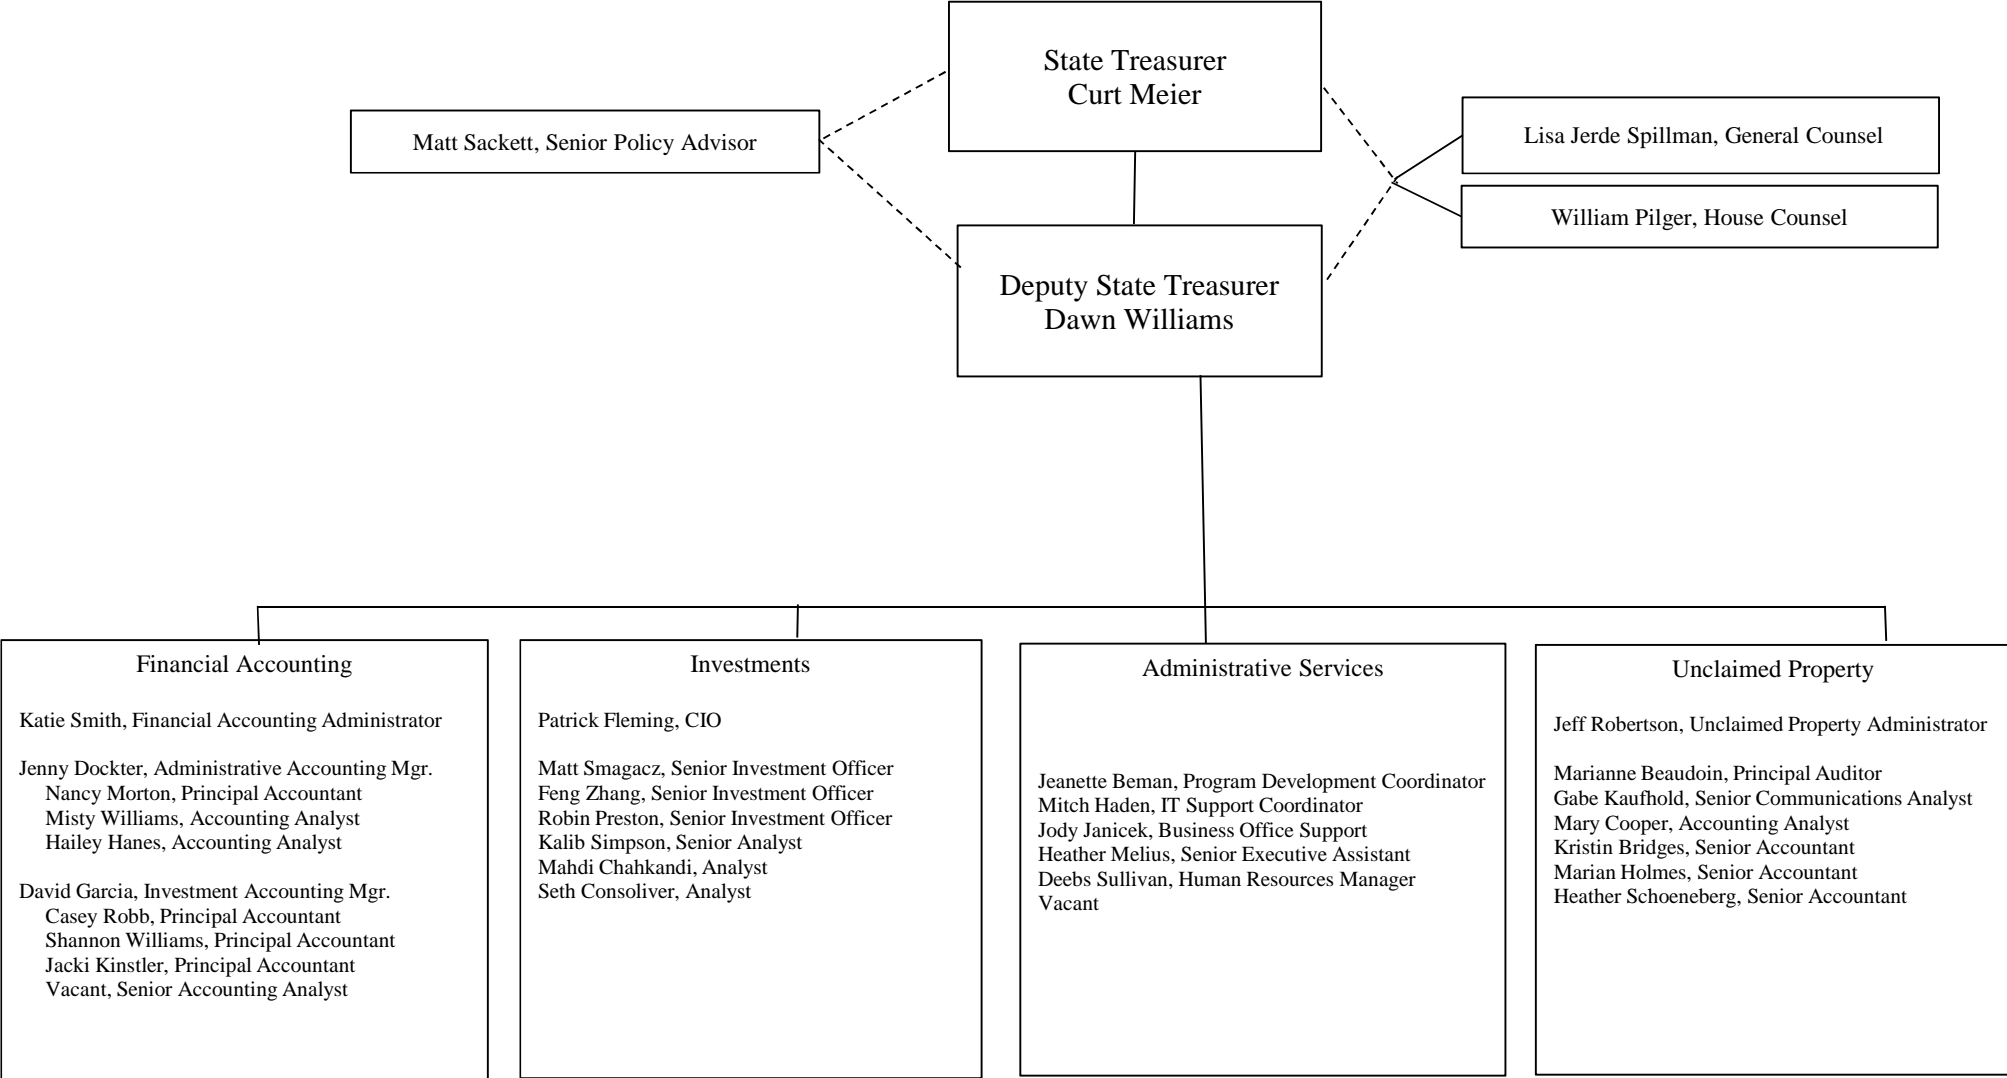 State Treasurer
Curt Meier
Matt Sackett, Senior Policy Advisor
Lisa Jerde Spillman, General Counsel
William Pilger, House Counsel
Deputy State Treasurer
Dawn Williams
Financial Accounting
Katie Smith, Financial Accounting Administrator
Jenny Dockter, Administrative Accounting Mgr.
Nancy Morton, Principal Accountant
Misty Williams, Accounting Analyst
Hailey Hanes, Accounting Analyst
David Garcia, Investment Accounting Mgr.
Casey Robb, Principal Accountant
Shannon Williams, Principal Accountant
Jacki Kinstler, Principal Accountant
Vacant, Senior Accounting Analyst
Investments
Patrick Fleming, CIO
Matt Smagacz, Senior Investment Officer
Feng Zhang, Senior Investment Officer
Robin Preston, Senior Investment Officer
Kalib Simpson, Senior Analyst
Mahdi Chahkandi, Analyst
Seth Consoliver, Analyst
Administrative Services
Jeanette Beman, Program Development Coordinator
Mitch Haden, IT Support Coordinator
Jody Janicek, Business Office Support
Heather Melius, Senior Executive Assistant
Deebs Sullivan, Human Resources Manager
Vacant
Unclaimed Property
Jeff Robertson, Unclaimed Property Administrator
Marianne Beaudoin, Principal Auditor
Gabe Kaufhold, Senior Communications Analyst
Mary Cooper, Accounting Analyst
Kristin Bridges, Senior Accountant
Marian Holmes, Senior Accountant
Heather Schoeneberg, Senior Accountant